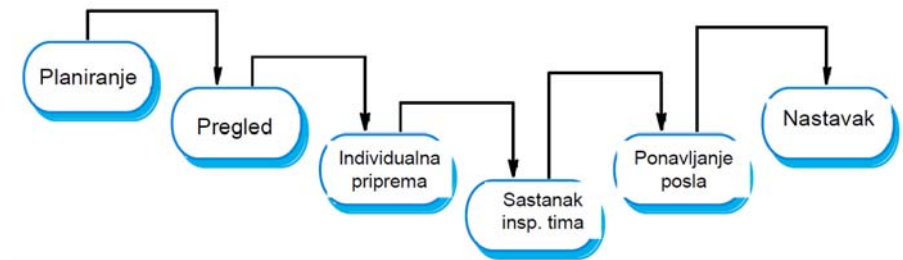 Planiranje
Pregled
Individualna
priprema
Sastanak
insp. tima
Ponavljanje
posla
Nastavak